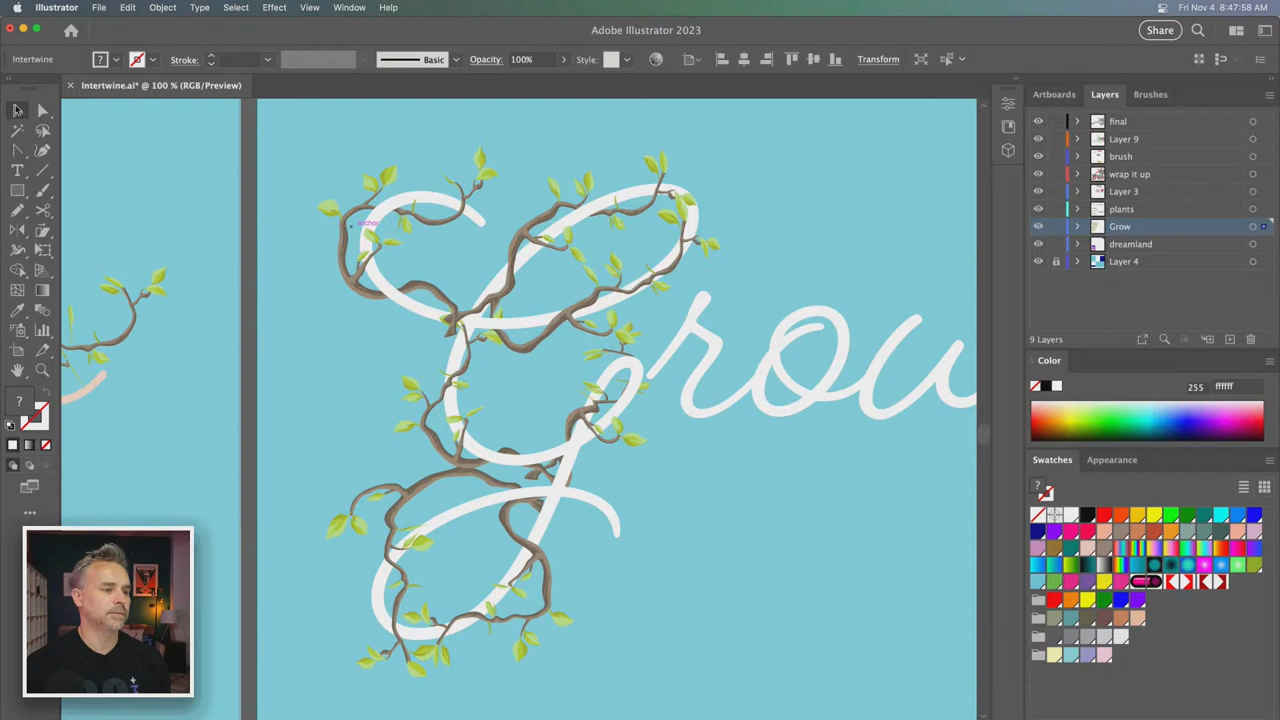 Illustrator File Edit Object Type Select Effect View Window Help Fri Nov 4 8:47:58 AM
Adobe Illustrator 2023
Share
Intertwine Stroke: Basic Opacity: 100% Style: Transform
× Intertwine.ai* @ 100 % (RGB/Preview)
Artboards Layers Brushes
final
Layer 9
brush
wrap it up
Layer 3
plants
Grow
dreamland
Layer 4
9 Layers
Color
255 ffffff
Swatches Appearance
anchor
Grow
?
?